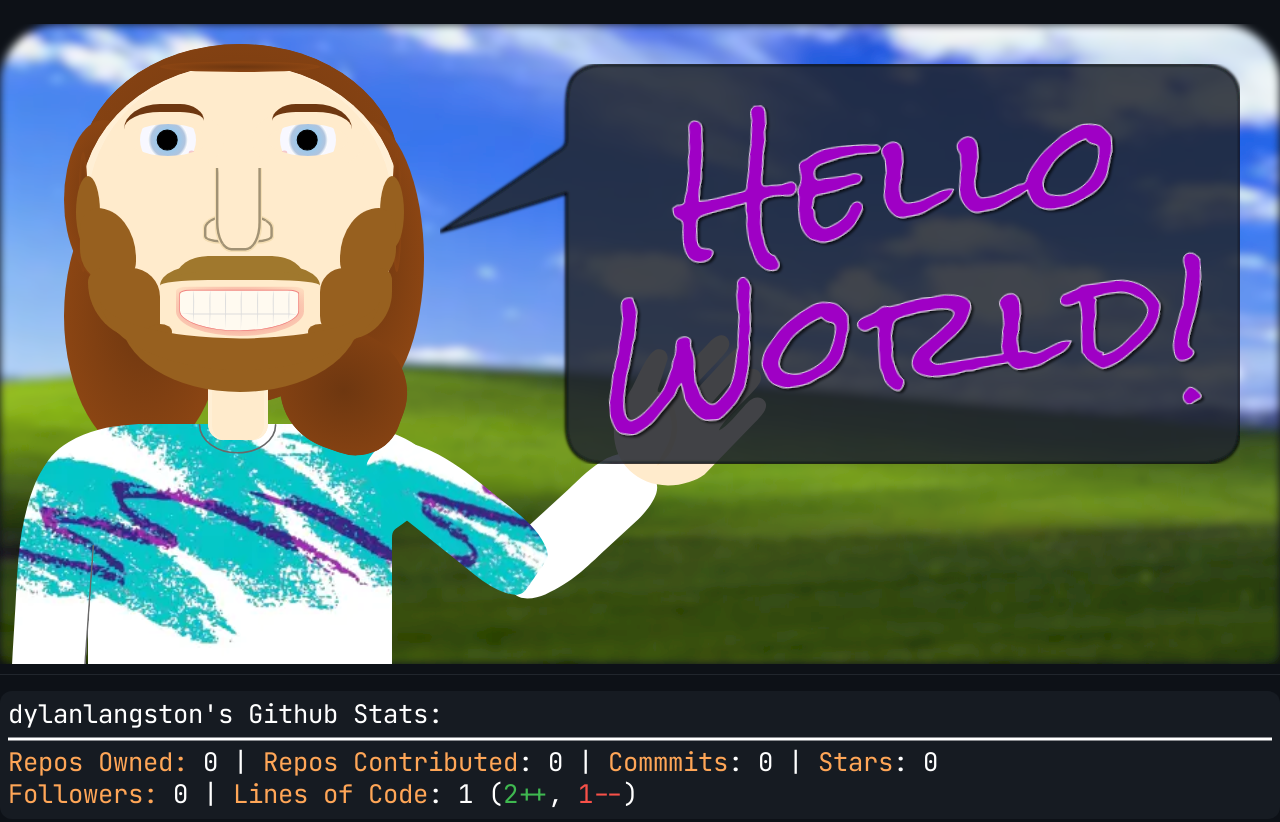 Hello
World!
dylanlangston's Github Stats:
Repos Owned: 0 | Repos Contributed: 0 | Commmits: 0 | Stars: 0
Followers: 0 | Lines of Code: 1 (2++, 1--)